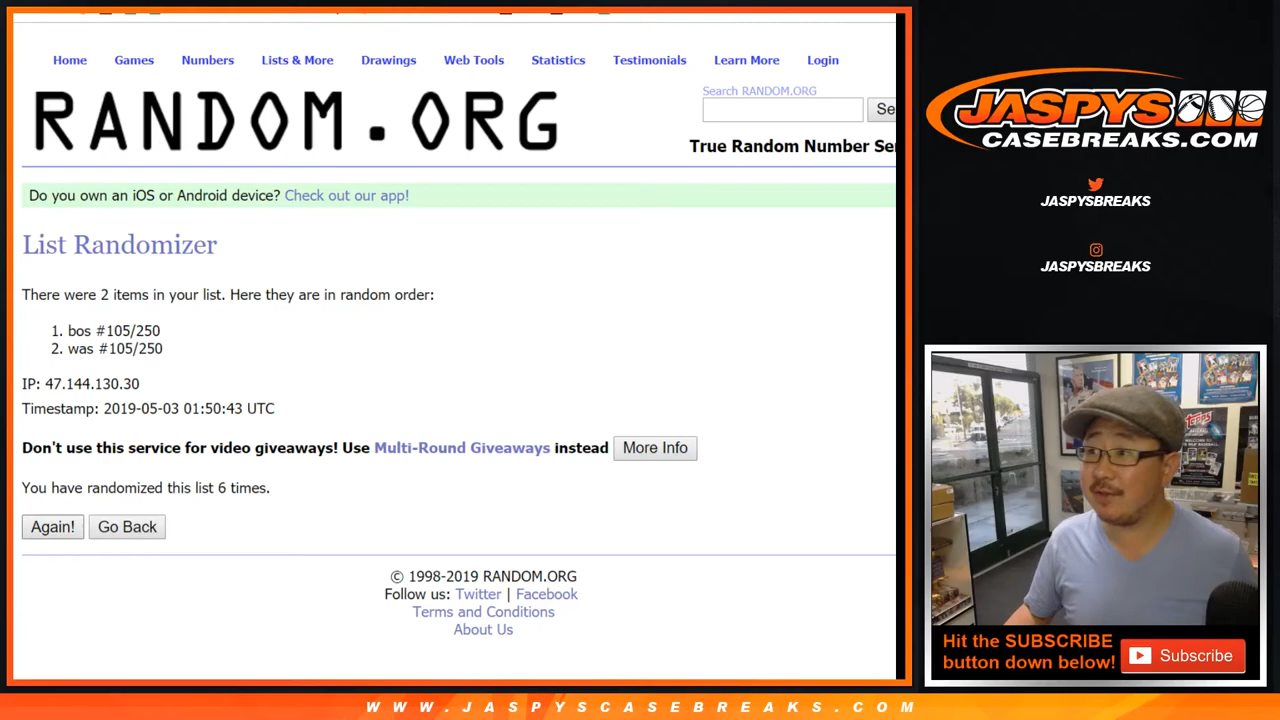 Home Games Numbers Lists & More Drawings Web Tools Statistics Testimonials Learn More Login
Search RANDOM.ORG
RANDOM.ORG
True Random Number
Do you own an iOS or Android device? Check out our app!
List Randomizer
There were 2 items in your list. Here they are in random order:
1. bos #105/250
2. was #105/250
IP: 47.144.130.30
Timestamp: 2019-05-03 01:50:43 UTC
Don't use this service for video giveaways! Use Multi-Round Giveaways instead More Info
You have randomized this list 6 times.
Again! Go Back
© 1998-2019 RANDOM.ORG
Follow us: Twitter | Facebook
Terms and Conditions
About Us
JASPYS
CASEBREAKS.COM
JASPYSBREAKS
JASPYSBREAKS
topps
Hit the SUBSCRIBE
button down below!
Subscribe
WWW.JASPYSCASEBREAKS.COM